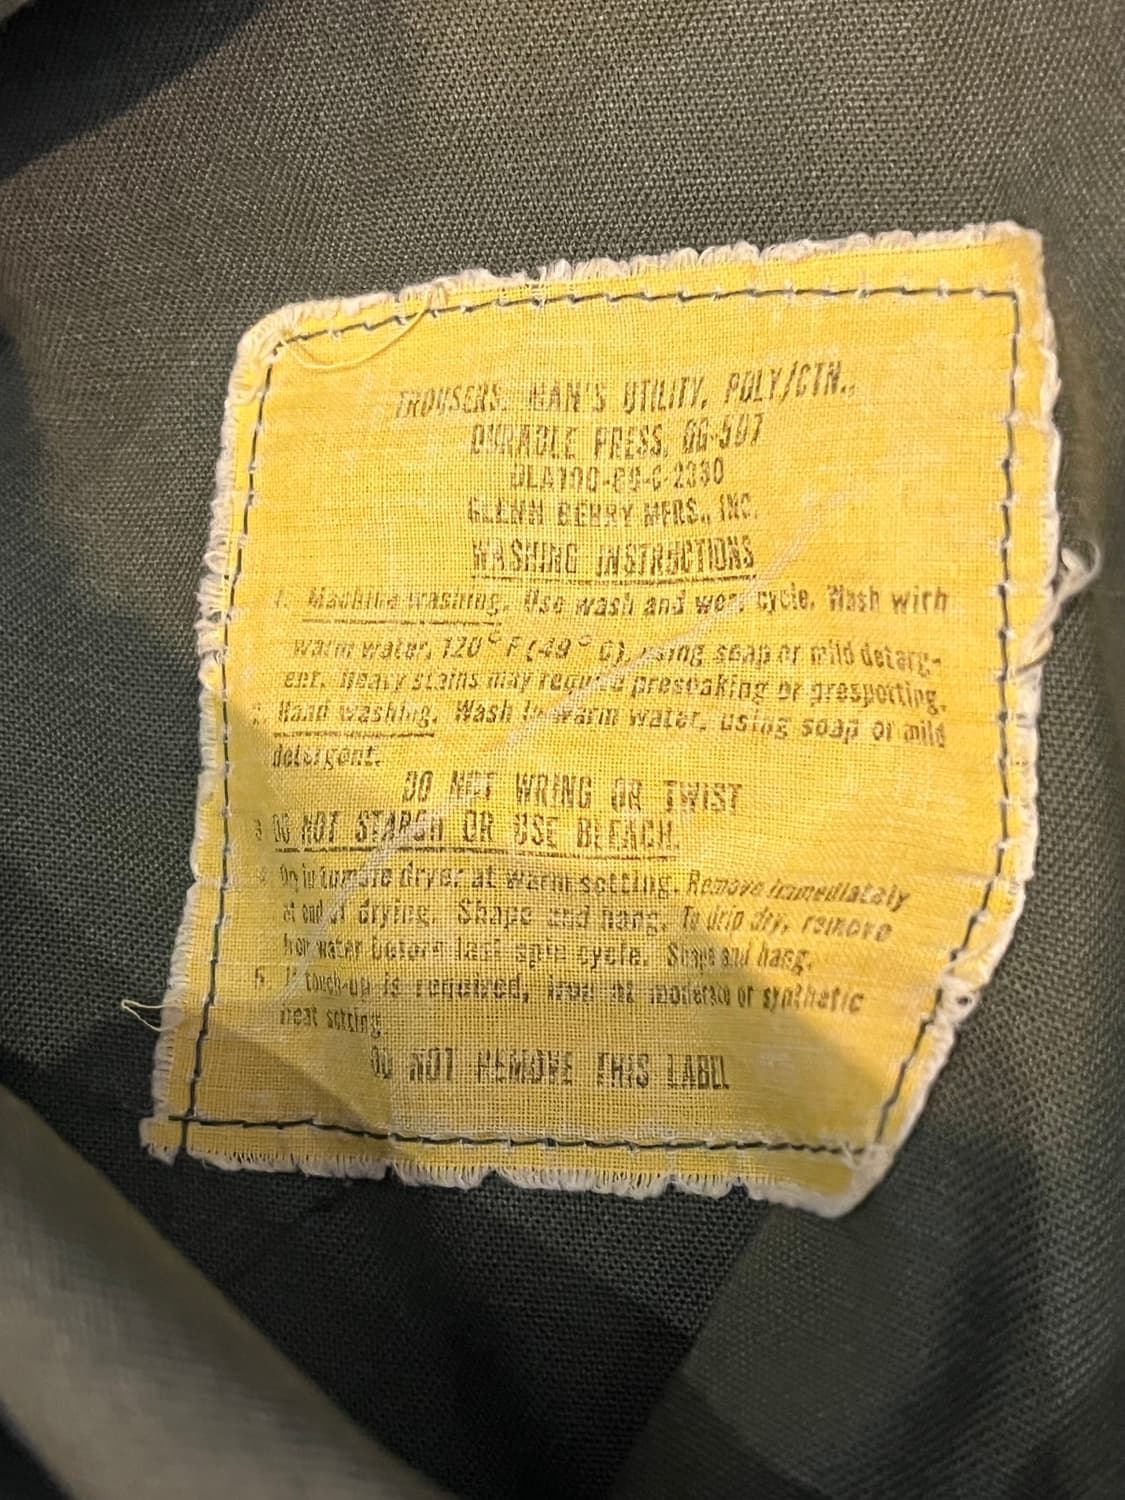 TROUSERS, MAN'S UTILITY, POLY/CTN.,
DURABLE PRESS, OG-507
DLA100-80-C-2330
GLENN BERRY MFRS., INC.
WASHING INSTRUCTIONS
1. Machine washing. Use wash and wear cycle. Wash with
warm water, 120° F (49° C), using soap or mild deterg-
ent. Heavy stains may require presoaking or prespotting.
2. Hand washing. Wash in warm water, using soap or mild
detergent.
DO NOT WRING OR TWIST
3 DO NOT STARCH OR USE BLEACH.
4. Dry in tumble dryer at warm setting. Remove immediately
at end of drying. Shape and hang. To drip dry, remove
from water before last spin cycle. Shape and hang.
5. If touch-up is required, iron at moderate or synthetic
heat setting.
DO NOT REMOVE THIS LABEL